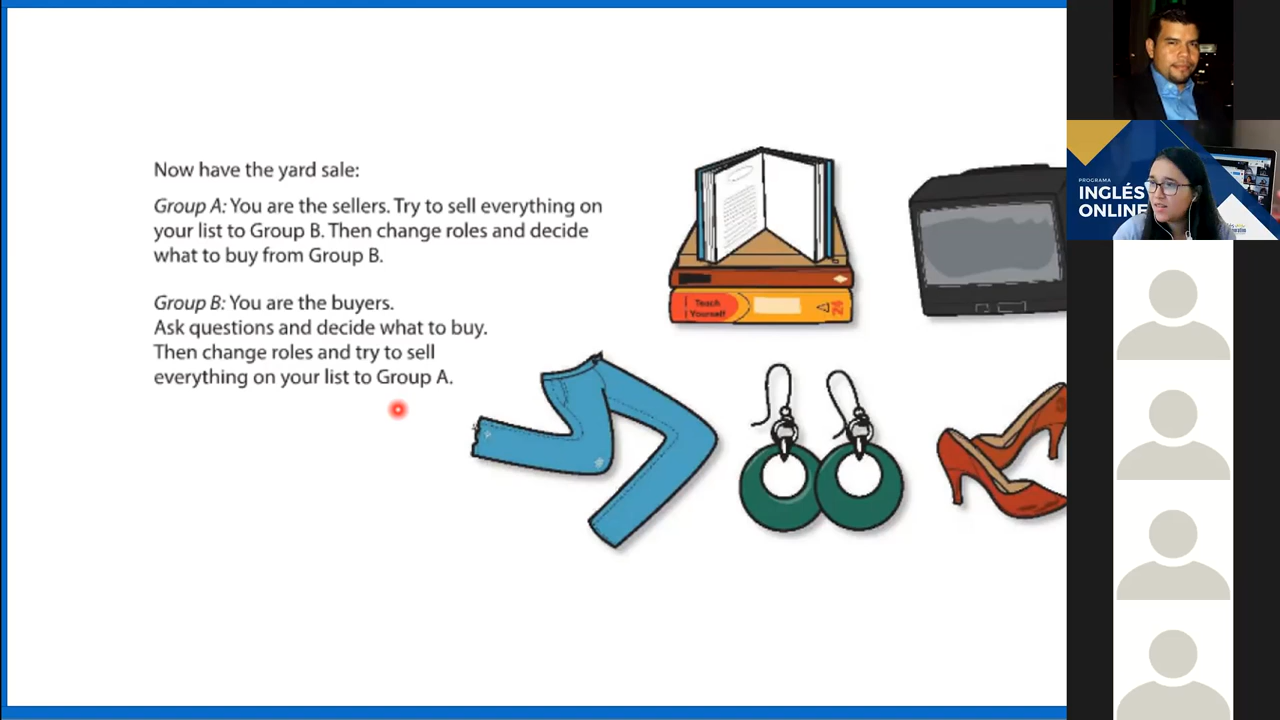 Now have the yard sale:
Group A: You are the sellers. Try to sell everything on
your list to Group B. Then change roles and decide
what to buy from Group B.
Group B: You are the buyers.
Ask questions and decide what to buy.
Then change roles and try to sell
everything on your list to Group A.
Teach
Yourself
PROGRAMA
INGLÉS
ONLINE